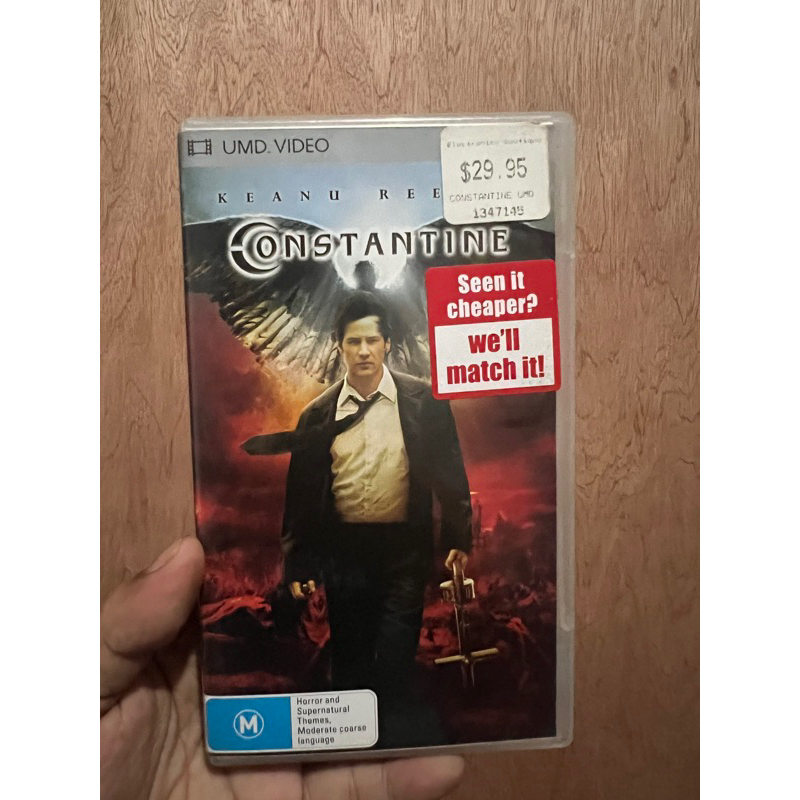 UMD. VIDEO
$29.95
CONSTANTINE UMD
1347145
KEANU REE
CONSTANTINE
Seen it
cheaper?
we'll
match it!
M
Horror and
Supernatural
Themes,
Moderate coarse
language